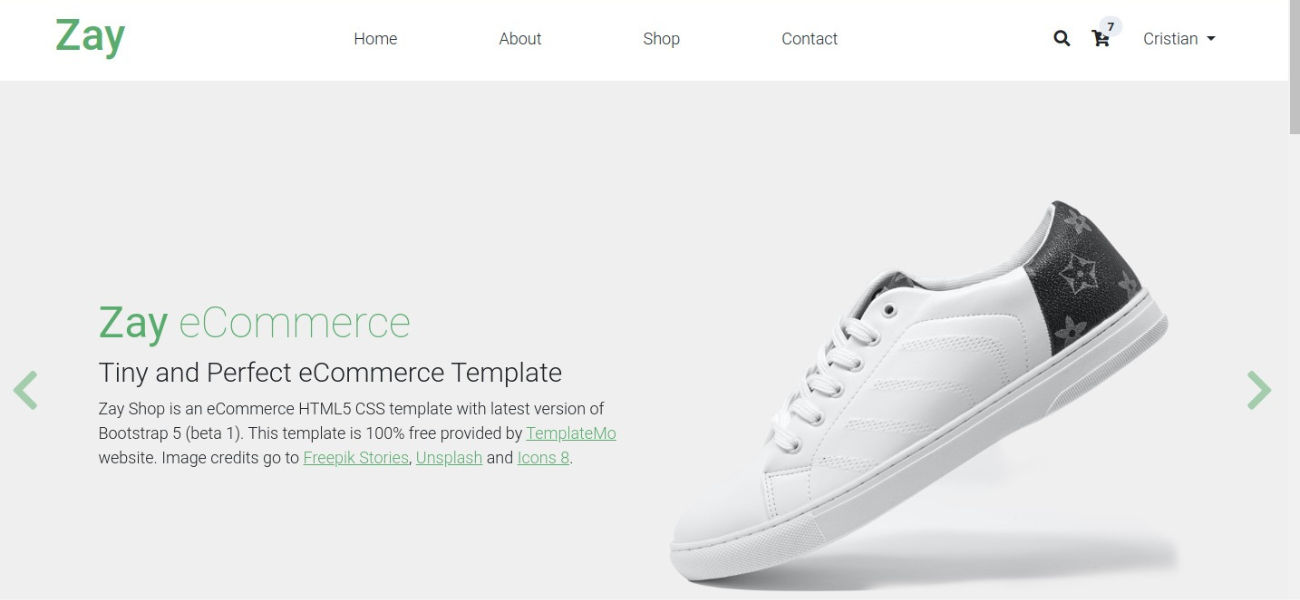 Zay
Home
About
Shop
Contact
7
Cristian
Zay eCommerce
Tiny and Perfect eCommerce Template
Zay Shop is an eCommerce HTML5 CSS template with latest version of
Bootstrap 5 (beta 1). This template is 100% free provided by TemplateMo
website. Image credits go to Freepik Stories, Unsplash and Icons 8.